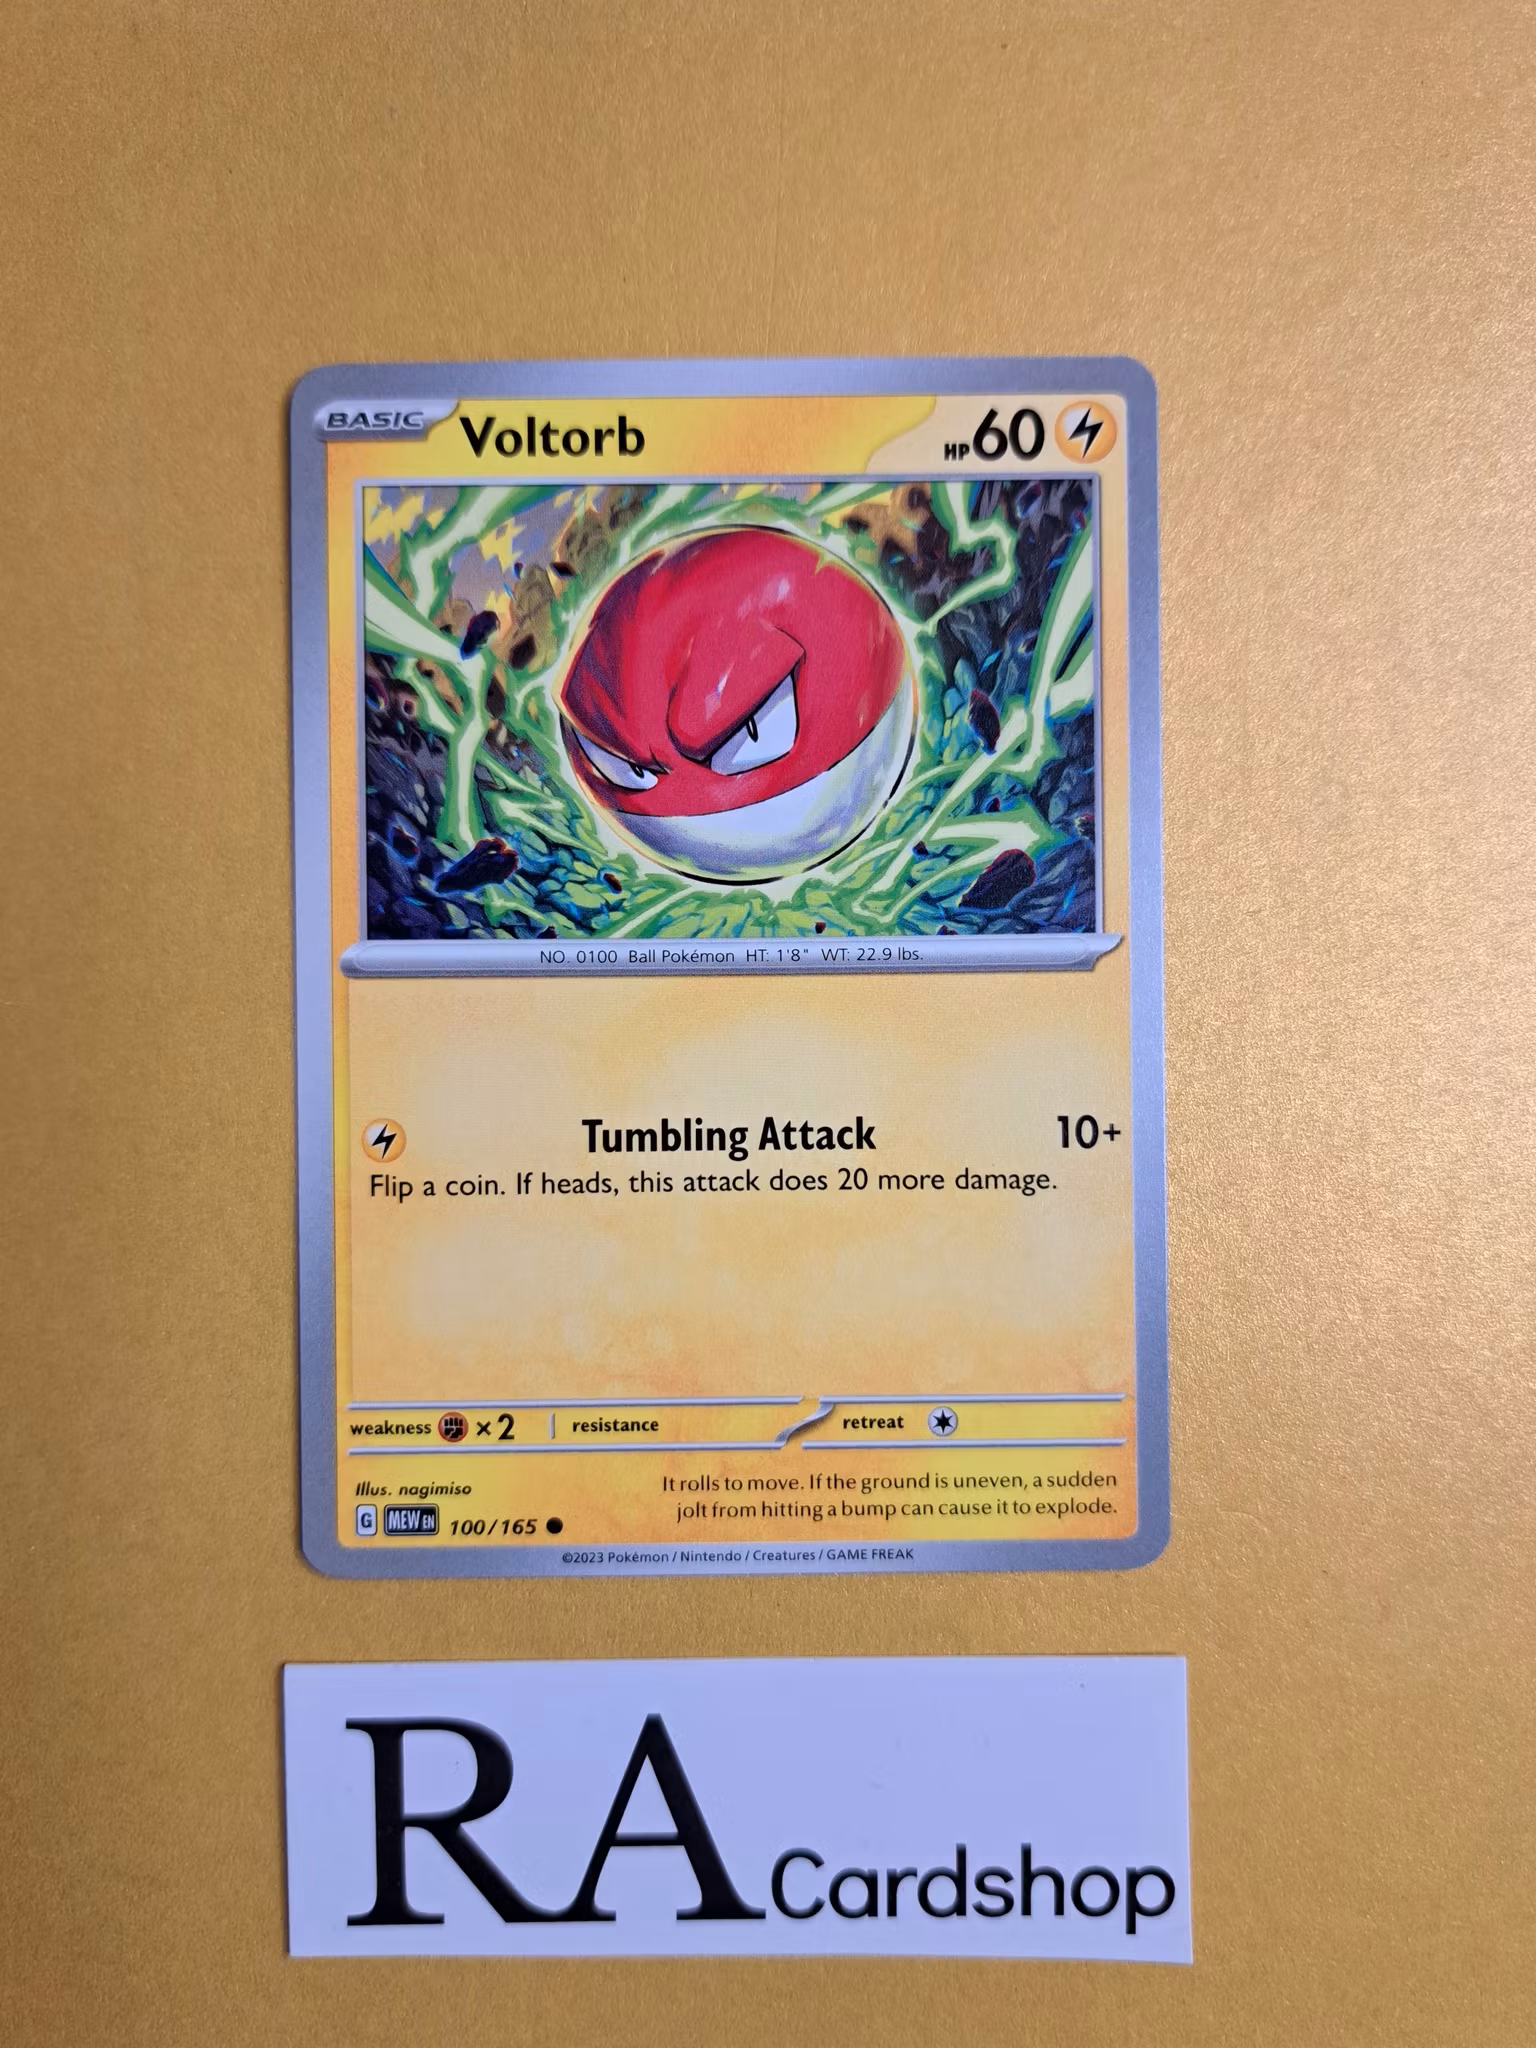 BASIC Voltorb HP 60
NO. 0100 Ball Pokémon HT: 1'8" WT: 22.9 lbs.
Tumbling Attack 10+
Flip a coin. If heads, this attack does 20 more damage.
weakness ×2 resistance retreat
Illus. nagimiso
It rolls to move. If the ground is uneven, a sudden
jolt from hitting a bump can cause it to explode.
G MEW EN 100/165
©2023 Pokémon / Nintendo / Creatures / GAME FREAK
RA Cardshop